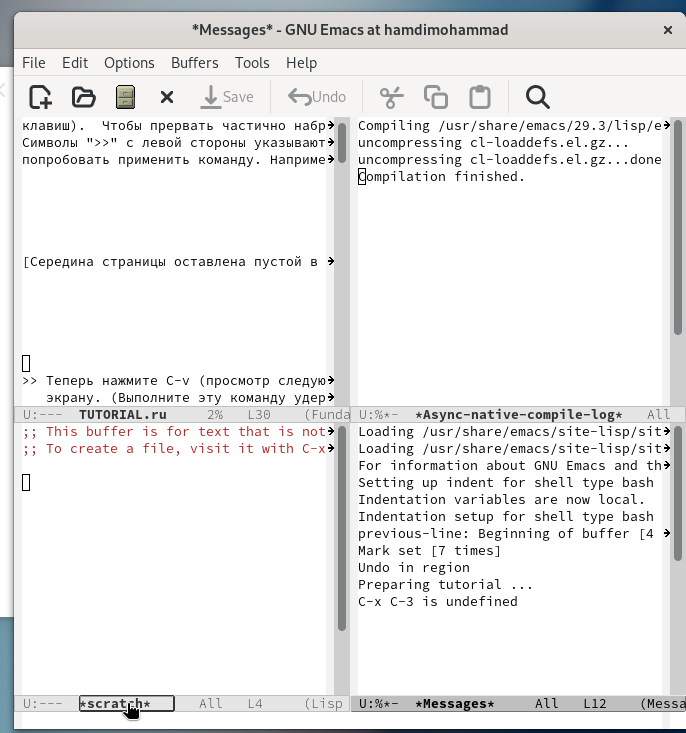 *Messages* - GNU Emacs at hamdimohammad
File Edit Options Buffers Tools Help
Save Undo
клавиш). Чтобы прервать частично набр
Символы ">>" с левой стороны указывают
попробовать применить команду. Наприме
[Середина страницы оставлена пустой в
>> Теперь нажмите C-v (просмотр следую
экрану. (Выполните эту команду удер
U:--- TUTORIAL.ru 2% L30 (Funda
Compiling /usr/share/emacs/29.3/lisp/e
uncompressing cl-loaddefs.el.gz...
uncompressing cl-loaddefs.el.gz...done
Compilation finished.
U:%*- *Async-native-compile-log* All
;; This buffer is for text that is not
;; To create a file, visit it with C-x
U:--- *scratch* All L4 (Lisp
Loading /usr/share/emacs/site-lisp/sit
Loading /usr/share/emacs/site-lisp/sit
For information about GNU Emacs and th
Setting up indent for shell type bash
Indentation variables are now local.
Indentation setup for shell type bash
previous-line: Beginning of buffer [4
Mark set [7 times]
Undo in region
Preparing tutorial ...
C-x C-3 is undefined
U:%*- *Messages* All L12 (Messa